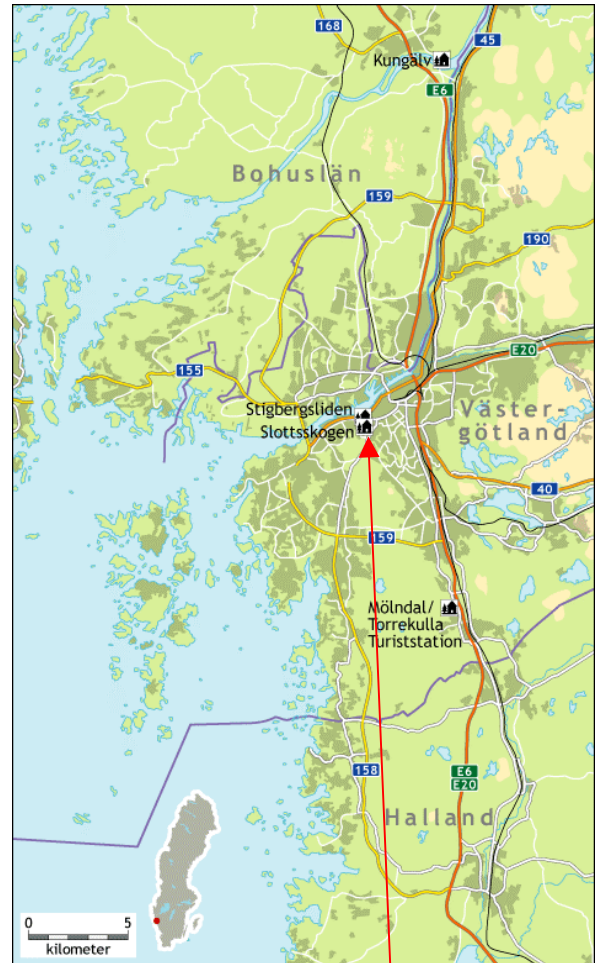 168
45
Kungälv
E6
Bohuslän
159
190
E20
155
Stigbergsliden
Slottsskogen
Väster-
götland
40
159
Mölndal/
Torrekulla
Turiststation
158
E6
E20
Halland
0 5
kilometer